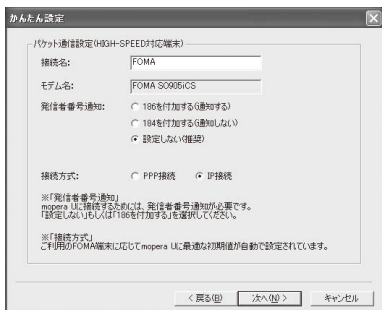 かんたん設定
パケット通信設定(HIGH-SPEED対応端末)
接続名: FOMA
モデム名: FOMA SO905iCS
発信者番号通知: 186を付加する(通知する)
184を付加する(通知しない)
設定しない(推奨)
接続方式: PPP接続 IP接続
※「発信者番号通知」
mopera Uに接続するためには、発信者番号通知が必要です。
「設定しない」もしくは「186を付加する」を選択してください。
※「接続方式」
ご利用のFOMA端末に応じてmopera Uに最適な初期値が自動で設定されています。
< 戻る(B) 次へ(N) > キャンセル